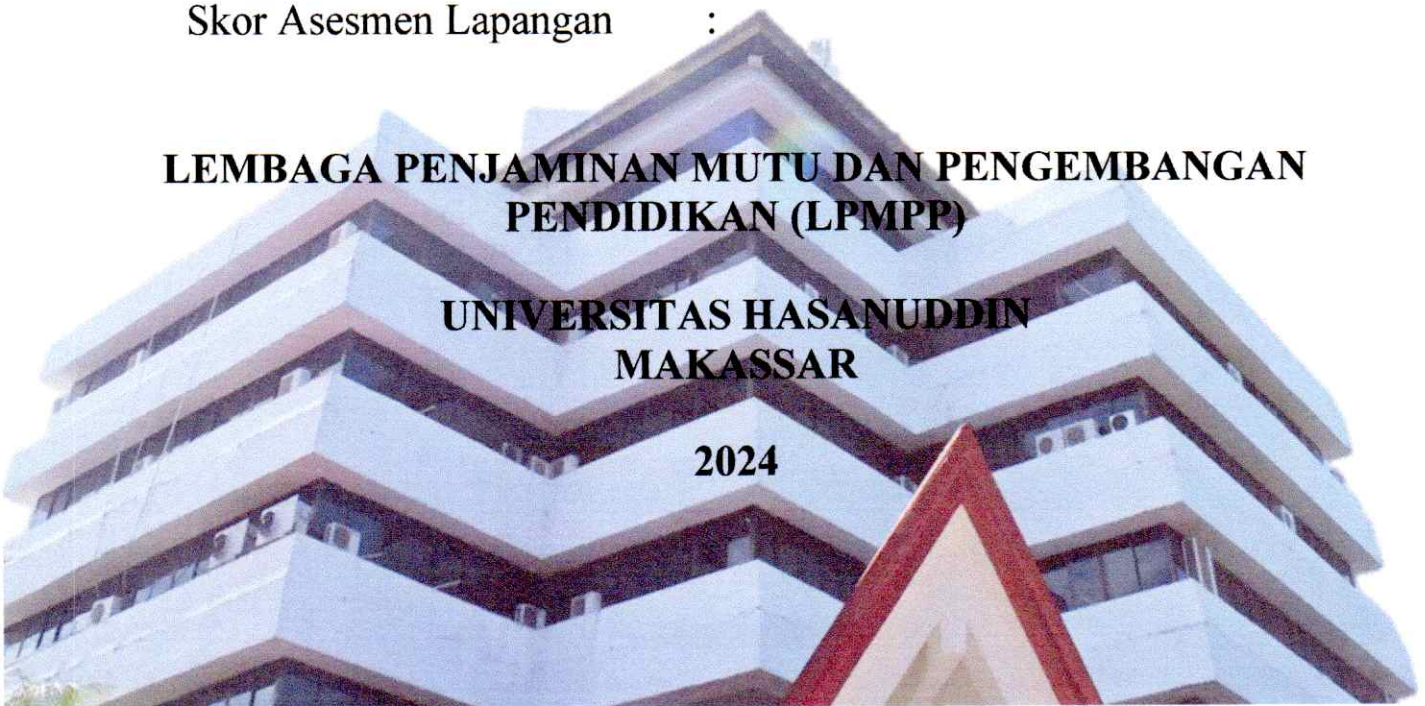 Skor Asesmen Lapangan :
LEMBAGA PENJAMINAN MUTU DAN PENGEMBANGAN
PENDIDIKAN (LPMPP)
UNIVERSITAS HASANUDDIN
MAKASSAR
2024